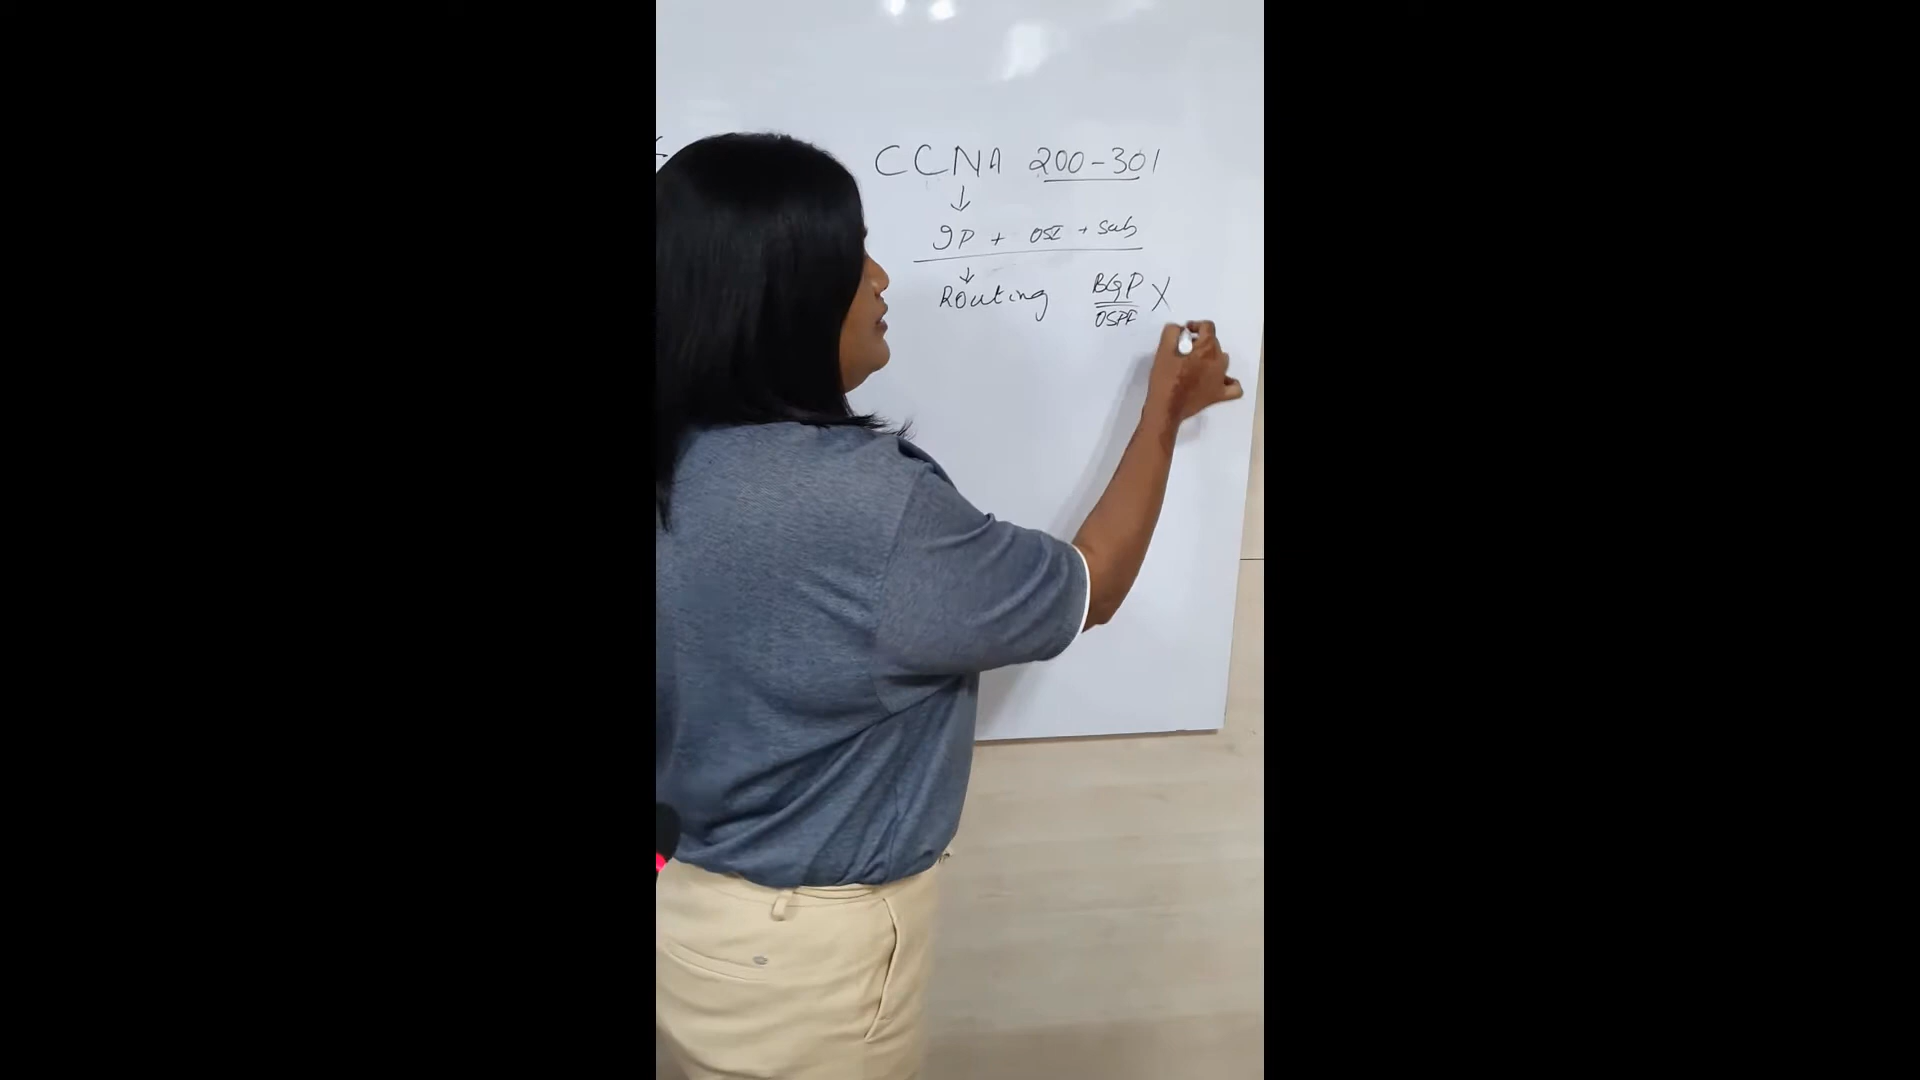 CCNA 200-301
↓
IP + OSI + Sub
↓
Routing BGP X
OSPF